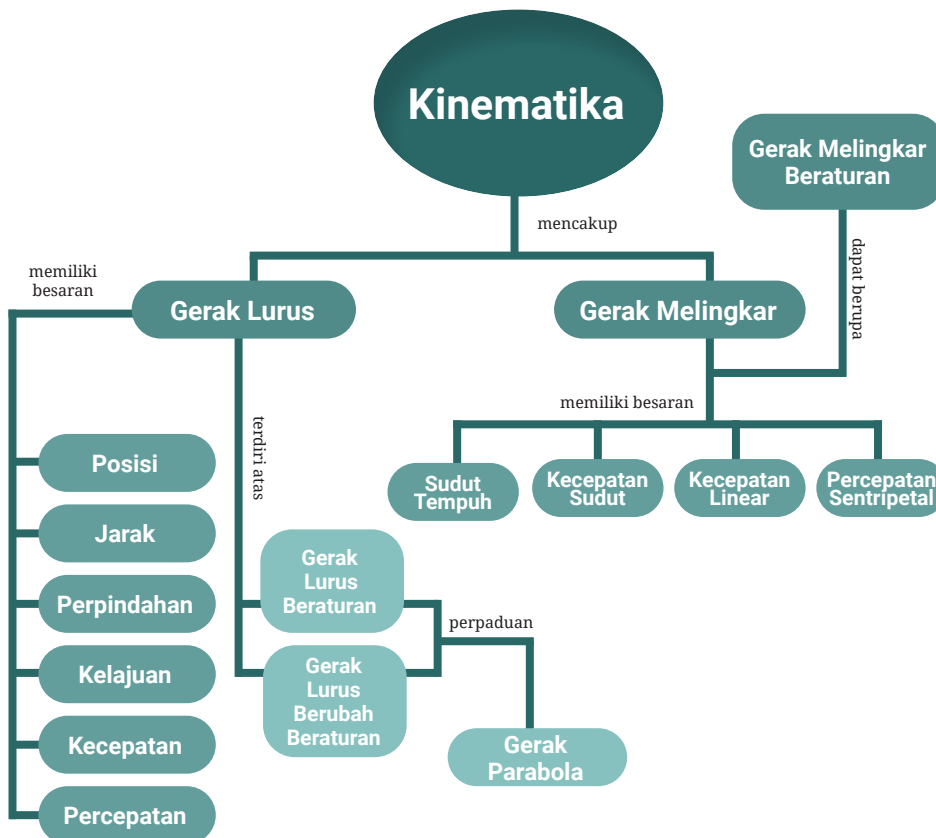 Kinematika
Gerak Melingkar
Beraturan
mencakup
dapat berupa
memiliki
besaran
Gerak Lurus
Gerak Melingkar
memiliki besaran
terdiri atas
Posisi
Jarak
Perpindahan
Kelajuan
Kecepatan
Percepatan
Sudut
Tempuh
Kecepatan
Sudut
Kecepatan
Linear
Percepatan
Sentripetal
Gerak
Lurus
Beraturan
Gerak
Lurus
Berubah
Beraturan
perpaduan
Gerak
Parabola